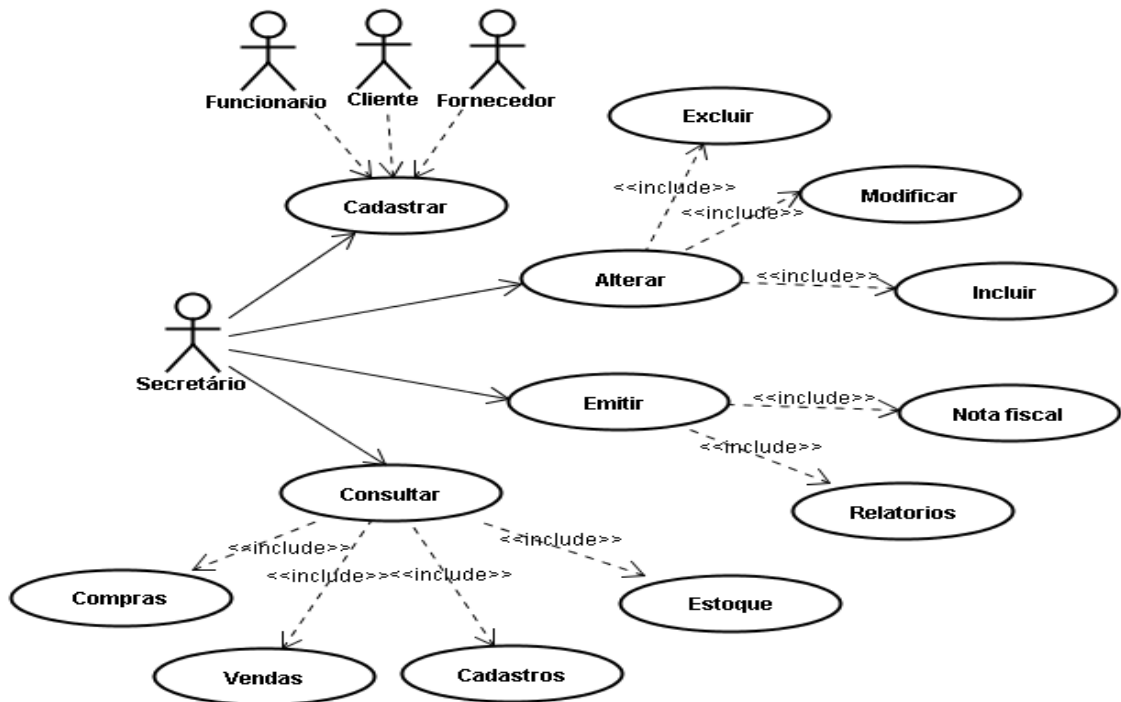 Funcionario
Cliente
Fornecedor
Excluir
<<include>>
Modificar
<<include>>
Cadastrar
Alterar
<<include>>
Incluir
Secretário
Emitir
<<include>>
Nota fiscal
<<include>>
Consultar
Relatorios
<<include>>
<<include>>
<<include>>
<<include>>
Compras
Estoque
Vendas
Cadastros